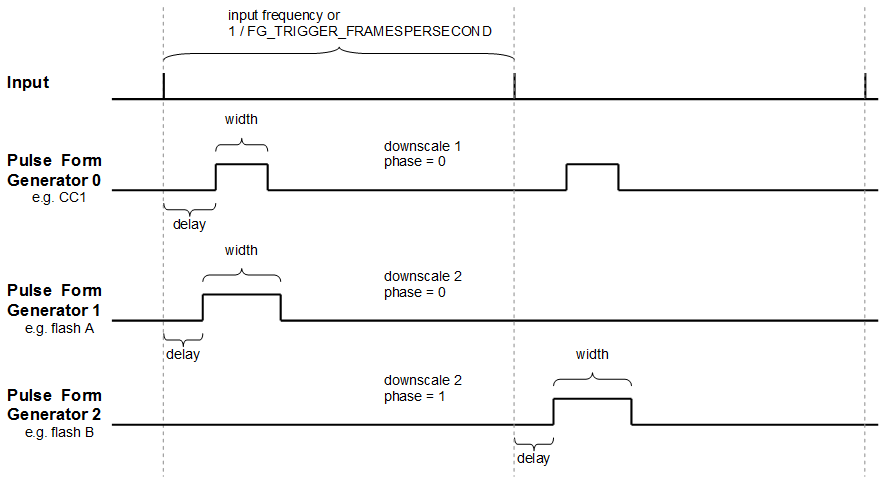 input frequency or
1 / FG_TRIGGER_FRAMESPERSECOND
Input
width
downscale 1
phase = 0
Pulse Form
Generator 0
e.g. CC1
delay
width
downscale 2
phase = 0
Pulse Form
Generator 1
e.g. flash A
delay
width
downscale 2
phase = 1
Pulse Form
Generator 2
e.g. flash B
delay